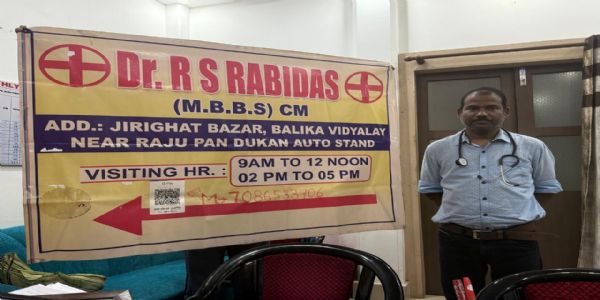 Dr. R S RABIDAS
(M.B.B.S) CM
ADD.: JIRIGHAT BAZAR, BALIKA VIDYALAY
NEAR RAJU PAN DUKAN AUTO STAND
VISITING HR. :
9AM TO 12 NOON
02 PM TO 05 PM